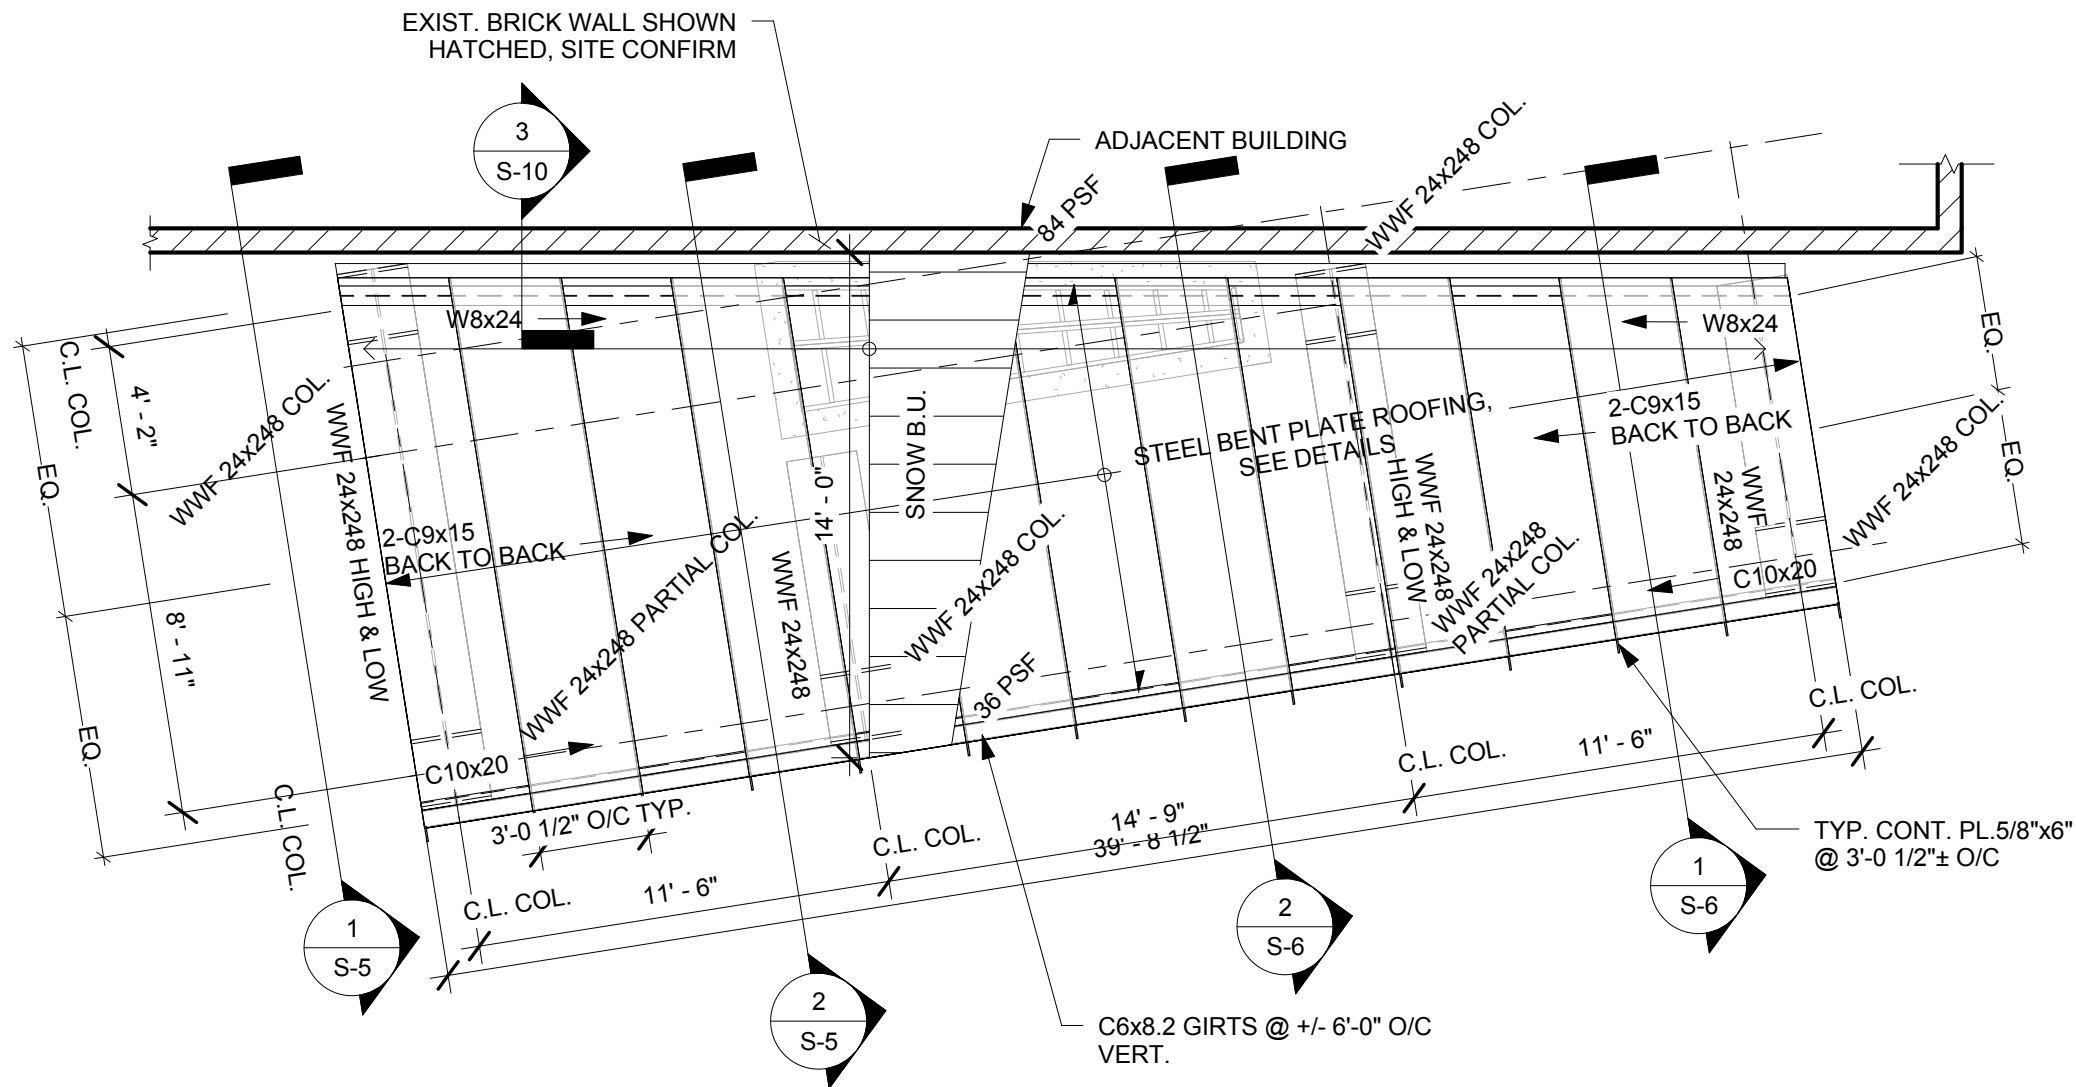 EXIST. BRICK WALL SHOWN
HATCHED, SITE CONFIRM
3
S-10
ADJACENT BUILDING
84 PSF
WWF 24x248 COL.
W8x24
W8x24
EQ.
C.L. COL.
4' - 2"
WWF 24x248 COL.
WWF 24x248 HIGH & LOW
SNOW B.U.
STEEL BENT PLATE ROOFING,
SEE DETAILS
2-C9x15
BACK TO BACK
EQ.
WWF 24x248 COL.
EQ.
EQ.
2-C9x15
BACK TO BACK
14' - 0"
WWF 24x248
HIGH & LOW
WWF
24x248
WWF 24x248 PARTIAL COL.
WWF 24x248
WWF 24x248 COL.
WWF 24x248
PARTIAL COL.
C10x20
8' - 11"
36 PSF
C.L. COL.
EQ.
C10x20
C.L. COL.
C.L. COL.
11' - 6"
3'-0 1/2" O/C TYP.
14' - 9"
39' - 8 1/2"
C.L. COL.
TYP. CONT. PL.5/8"x6"
@ 3'-0 1/2"± O/C
C.L. COL.
11' - 6"
1
S-5
2
S-5
2
S-6
1
S-6
C6x8.2 GIRTS @ +/- 6'-0" O/C
VERT.